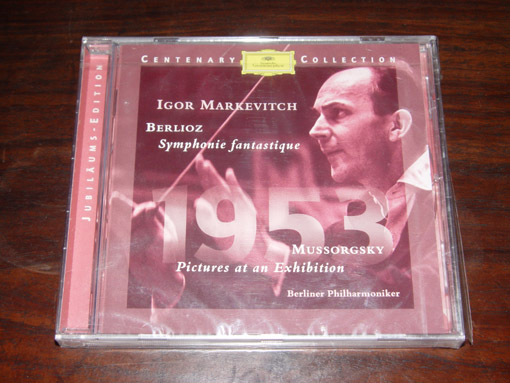 CENTENARY COLLECTION
JUBILÄUMS-EDITION
IGOR MARKEVITCH
BERLIOZ
Symphonie fantastique
1953
MUSSORGSKY
Pictures at an Exhibition
Berliner Philharmoniker